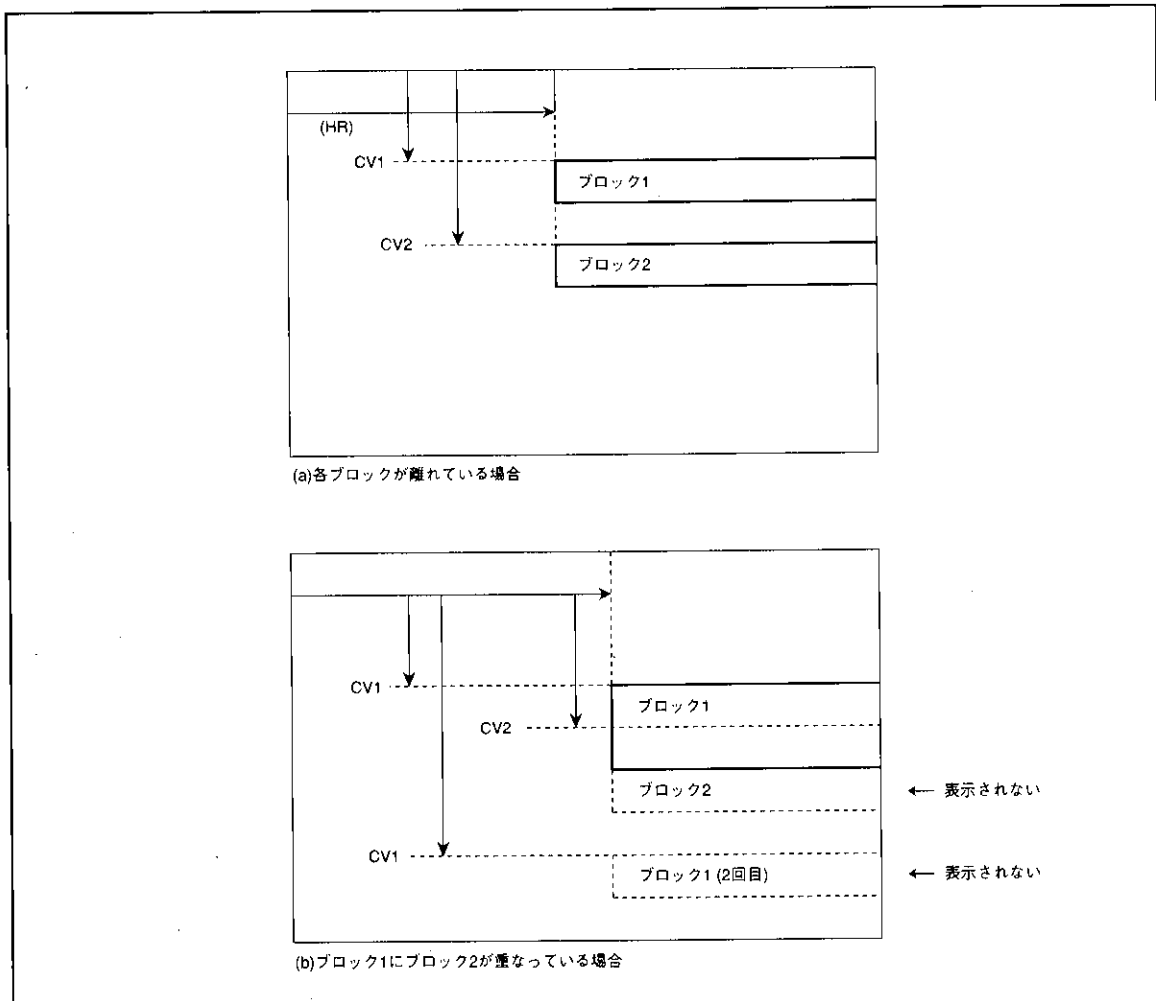 (HR)
CV1
ブロック1
CV2
ブロック2
(a)各ブロックが離れている場合
CV1
ブロック1
CV2
ブロック2
← 表示されない
CV1
ブロック1 (2回目)
← 表示されない
(b)ブロック1にブロック2が重なっている場合